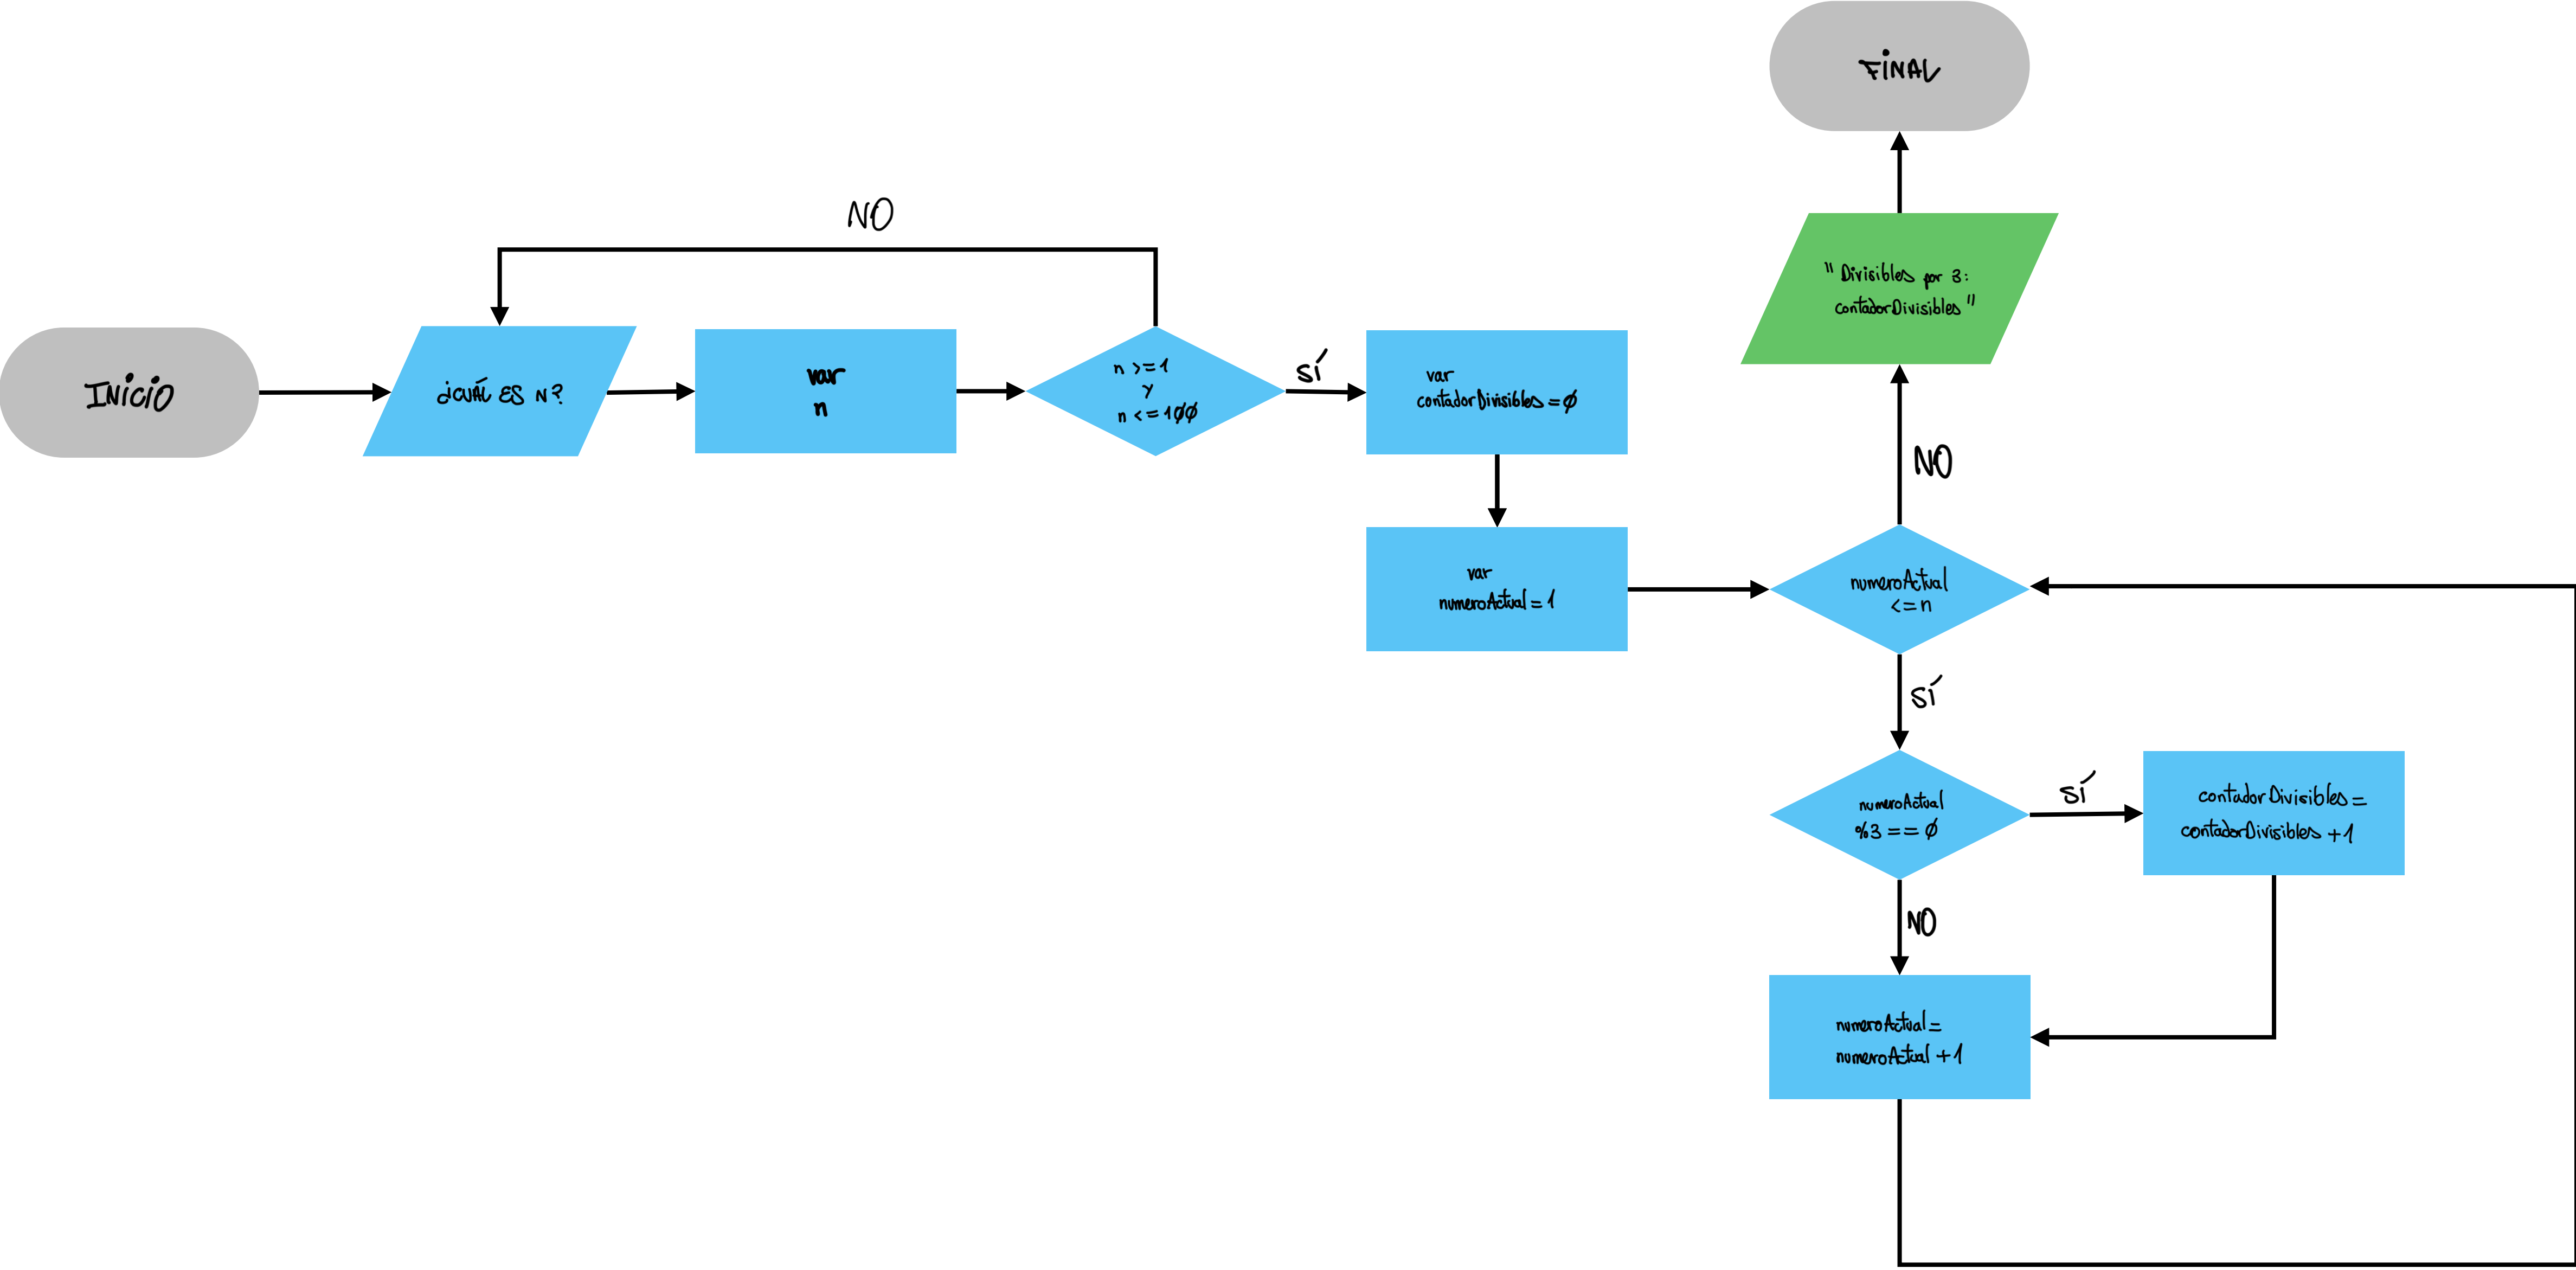 INICIO
¿CUÁL ES N?
var
n
n >= 1
Y
n <= 100
NO
SÍ
var
contadorDivisibles = 0
var
numeroActual = 1
numeroActual
<= n
NO
"Divisibles por 3:
contadorDivisibles"
FINAL
SÍ
numeroActual
%3 == 0
SÍ
contadorDivisibles =
contadorDivisibles + 1
NO
numeroActual =
numeroActual + 1